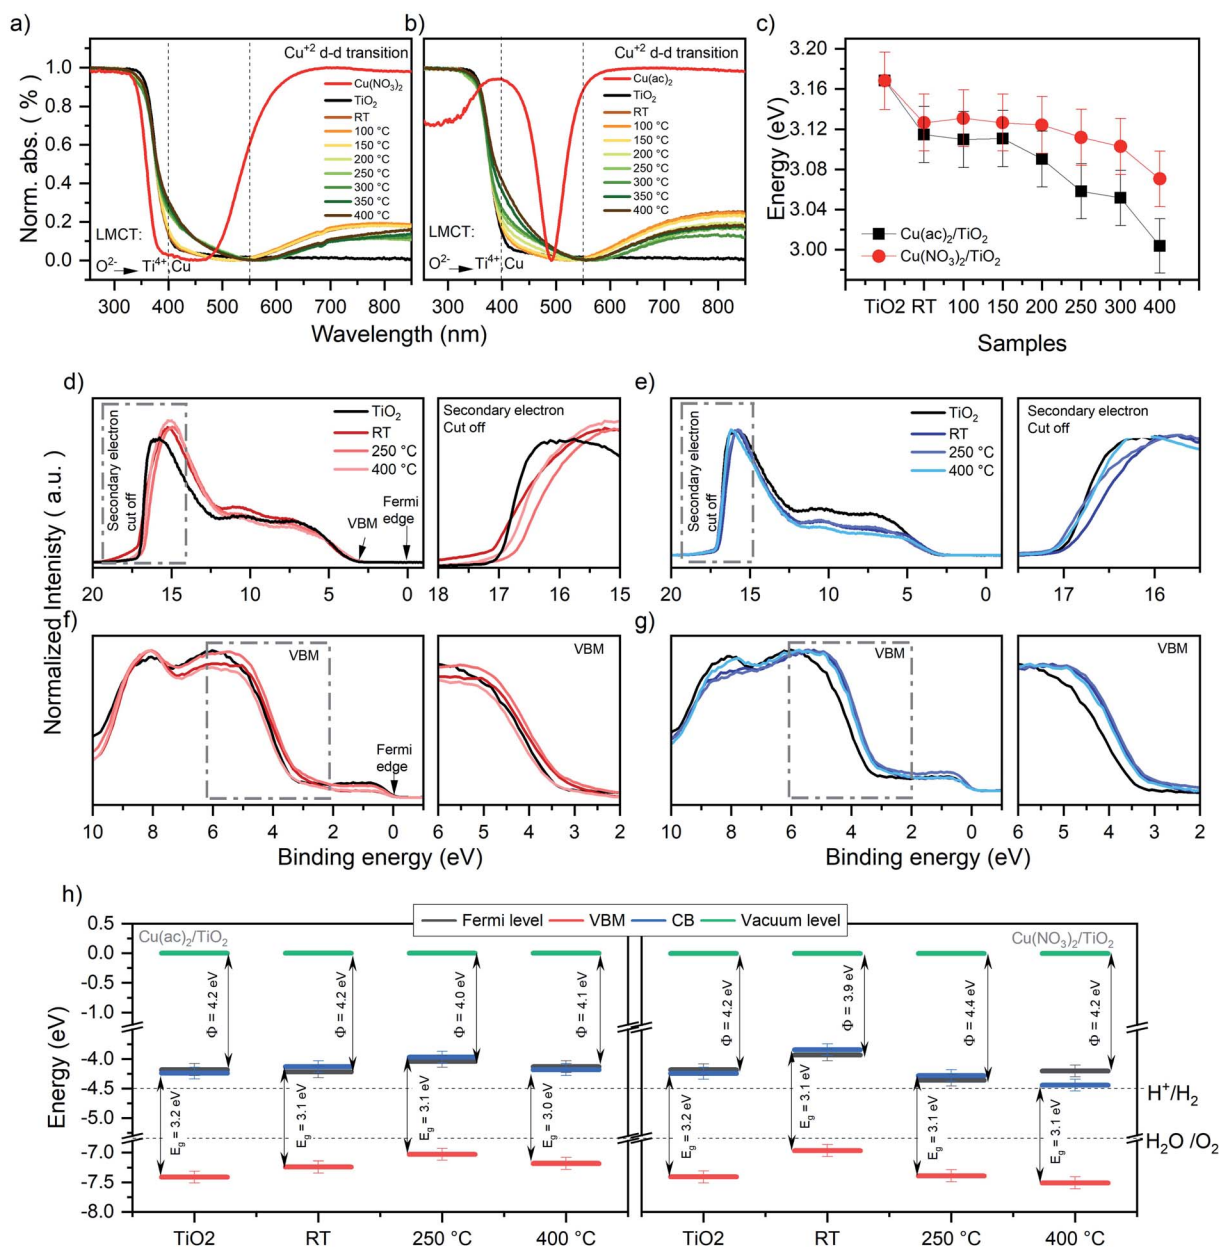 a)
Cu⁺² d-d transition
Cu(NO₃)₂
TiO₂
RT
100 °C
150 °C
200 °C
250 °C
300 °C
350 °C
400 °C
LMCT:
O²⁻ → Ti⁴⁺ Cu
1.0
0.8
0.6
0.4
0.2
0.0
Norm. abs. ( % )
300 400 500 600 700 800
b)
Cu⁺² d-d transition
Cu(ac)₂
TiO₂
RT
100 °C
150 °C
200 °C
250 °C
300 °C
350 °C
400 °C
LMCT:
O²⁻ → Ti⁴⁺ Cu
300 400 500 600 700 800
Wavelength (nm)
c)
3.20
3.16
3.12
3.08
3.04
3.00
Energy (eV)
Cu(ac)₂/TiO₂
Cu(NO₃)₂/TiO₂
TiO2 RT 100 150 200 250 300 400
Samples
d)
Secondary electron
cut off
TiO₂
RT
250 °C
400 °C
VBM
Fermi
edge
20 15 10 5 0
Secondary electron
Cut off
18 17 16 15
e)
Secondary electron
cut off
TiO₂
RT
250 °C
400 °C
20 15 10 5 0
Secondary electron
Cut off
17 16
Normalized Intenisty ( a.u. )
f)
VBM
Fermi
edge
10 8 6 4 2 0
VBM
6 5 4 3 2
Binding energy (eV)
g)
VBM
10 8 6 4 2 0
VBM
6 5 4 3 2
Binding energy (eV)
h)
Fermi level VBM CB Vacuum level
Cu(ac)₂/TiO₂
Cu(NO₃)₂/TiO₂
0.5
0.0
-0.5
-1.0
-4.0
-4.5
-5.0
-7.0
-7.5
-8.0
Energy (eV)
Φ = 4.2 eV
Φ = 4.2 eV
Φ = 4.0 eV
Φ = 4.1 eV
Φ = 4.2 eV
Φ = 3.9 eV
Φ = 4.4 eV
Φ = 4.2 eV
E_g = 3.2 eV
E_g = 3.1 eV
E_g = 3.1 eV
E_g = 3.0 eV
E_g = 3.2 eV
E_g = 3.1 eV
E_g = 3.1 eV
E_g = 3.1 eV
H⁺/H₂
H₂O /O₂
TiO2 RT 250 °C 400 °C TiO2 RT 250 °C 400 °C